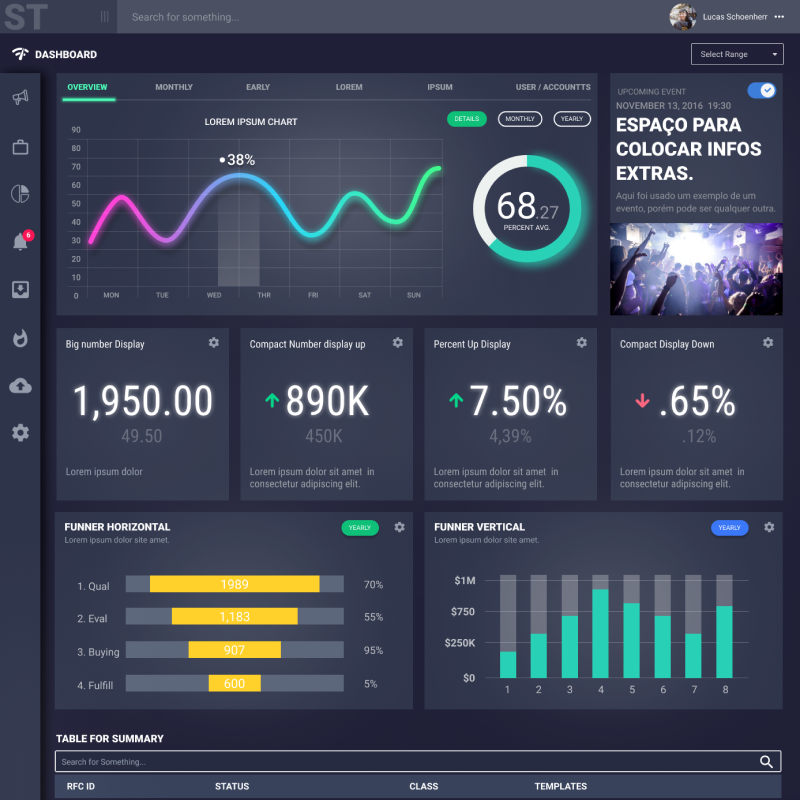 ST
Search for something...
Lucas Schoenherr
DASHBOARD
Select Range
OVERVIEW MONTHLY EARLY LOREM IPSUM USER / ACCOUNTTS
LOREM IPSUM CHART
DETAILS MONTHLY YEARLY
90
80
70
60
50
40
30
20
10
0
38%
MON TUE WED THR FRI SAT SUN
68.27
PERCENT AVG.
UPCOMING EVENT
NOVEMBER 13, 2016 19:30
ESPAÇO PARA
COLOCAR INFOS
EXTRAS.
Aqui foi usado um exemplo de um
evento, porém pode ser qualquer outra.
6
Big number Display
1,950.00
49.50
Lorem ipsum dolor
Compact Number display up
890K
450K
Lorem ipsum dolor sit amet in
consectetur adipiscing elit.
Percent Up Display
7.50%
4,39%
Lorem ipsum dolor sit amet in
consectetur adipiscing elit.
Compact Display Down
.65%
.12%
Lorem ipsum dolor sit amet in
consectetur adipiscing elit.
FUNNER HORIZONTAL
YEARLY
Lorem ipsum dolor site amet.
1. Qual 1989 70%
2. Eval 1,183 55%
3. Buying 907 95%
4. Fulfill 600 5%
FUNNER VERTICAL
YEARLY
Lorem ipsum dolor site amet.
$1M
$750
$250K
$0
1 2 3 4 5 6 7 8
TABLE FOR SUMMARY
Search for Something...
RFC ID STATUS CLASS TEMPLATES